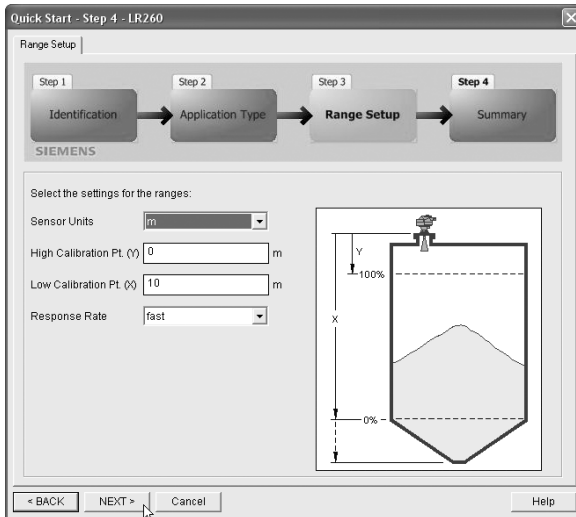 Quick Start - Step 4 - LR260
Range Setup
Step 1
Step 2
Step 3
Step 4
Identification
Application Type
Range Setup
Summary
SIEMENS
Select the settings for the ranges:
Sensor Units
m
High Calibration Pt. (Y)
0
m
Low Calibration Pt. (X)
10
m
Response Rate
fast
Y
100%
X
0%
< BACK
NEXT >
Cancel
Help